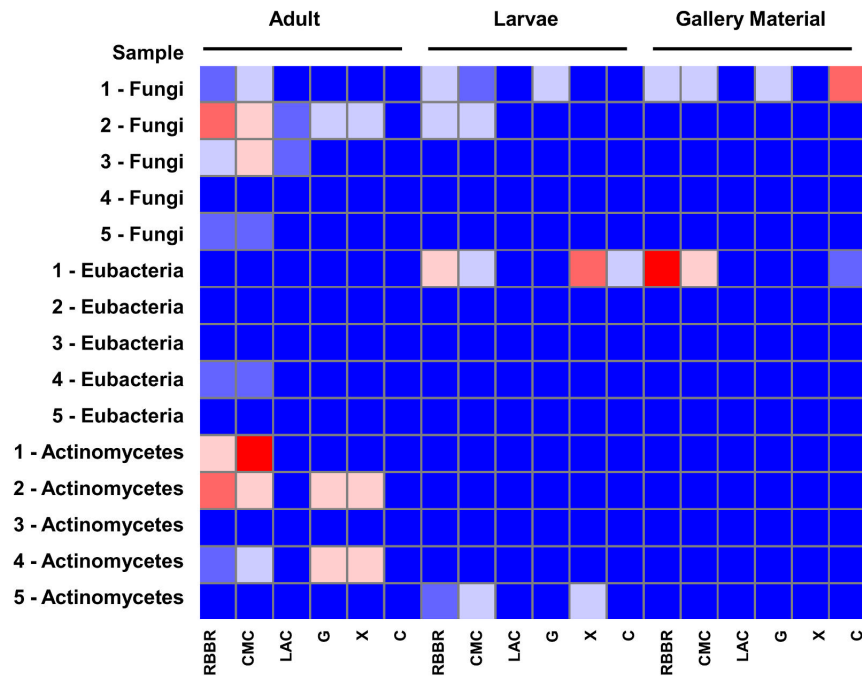 Adult Larvae Gallery Material
Sample
1 - Fungi
2 - Fungi
3 - Fungi
4 - Fungi
5 - Fungi
1 - Eubacteria
2 - Eubacteria
3 - Eubacteria
4 - Eubacteria
5 - Eubacteria
1 - Actinomycetes
2 - Actinomycetes
3 - Actinomycetes
4 - Actinomycetes
5 - Actinomycetes
RBBR CMC LAC G X C RBBR CMC LAC G X C RBBR CMC LAC G X C